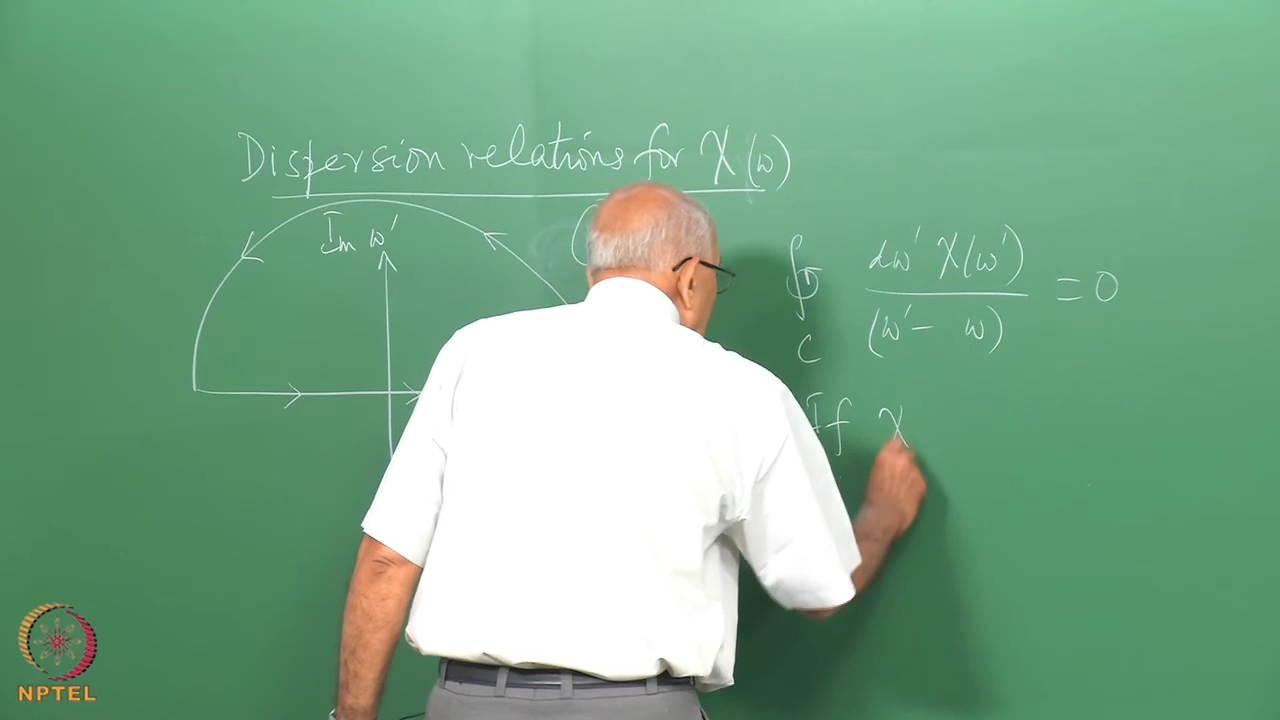 Dispersion relations for χ(ω)
Im ω'
∮ dω' χ(ω') / (ω' - ω) = 0
C
If χ
NPTEL